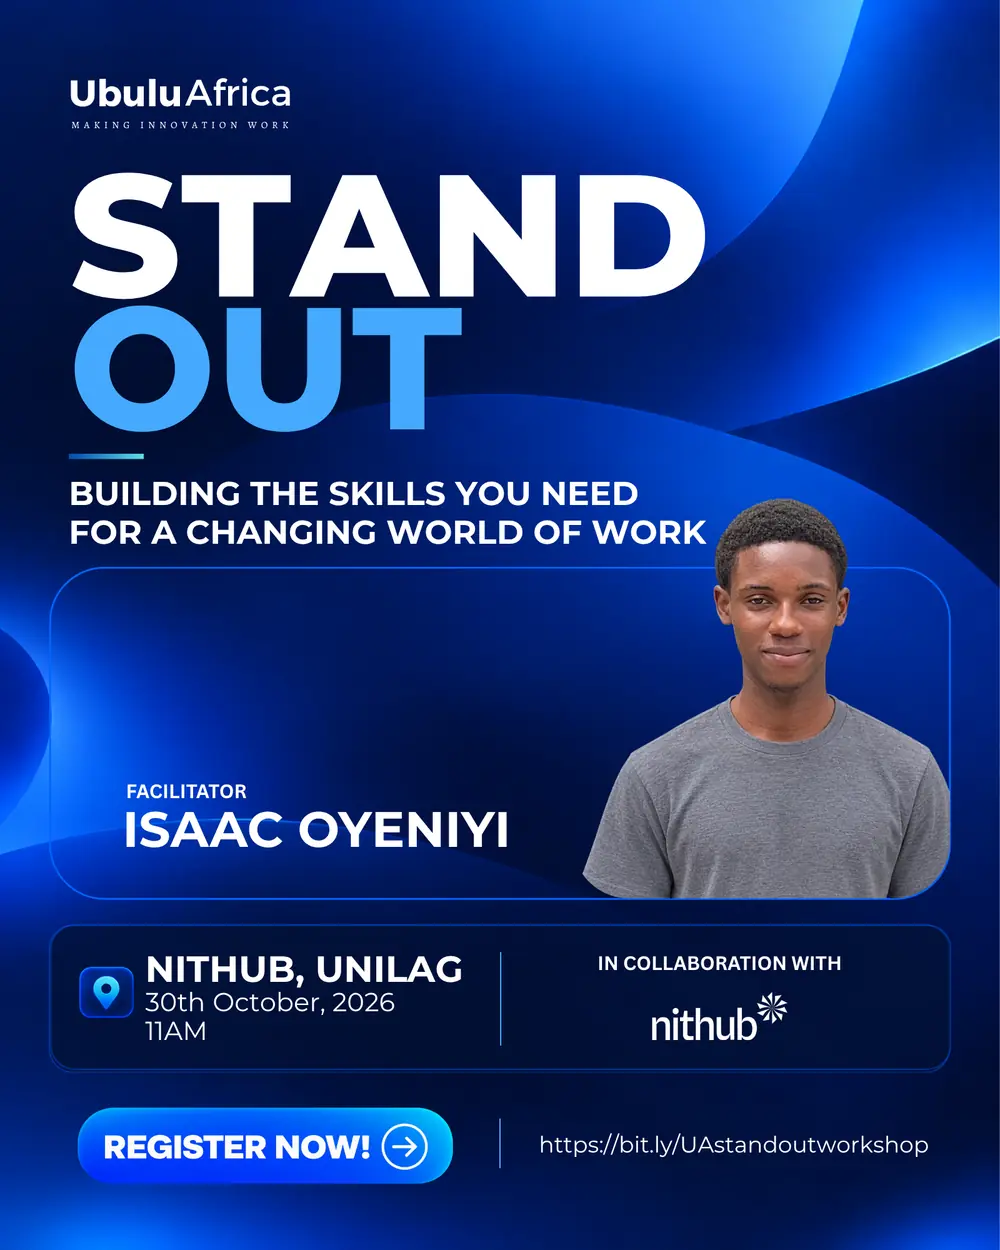 UbuluAfrica
MAKING INNOVATION WORK
STAND
OUT
BUILDING THE SKILLS YOU NEED
FOR A CHANGING WORLD OF WORK
FACILITATOR
ISAAC OYENIYI
NITHUB, UNILAG
30th October, 2026
11AM
IN COLLABORATION WITH
nithub
REGISTER NOW!
https://bit.ly/UAstandoutworkshop